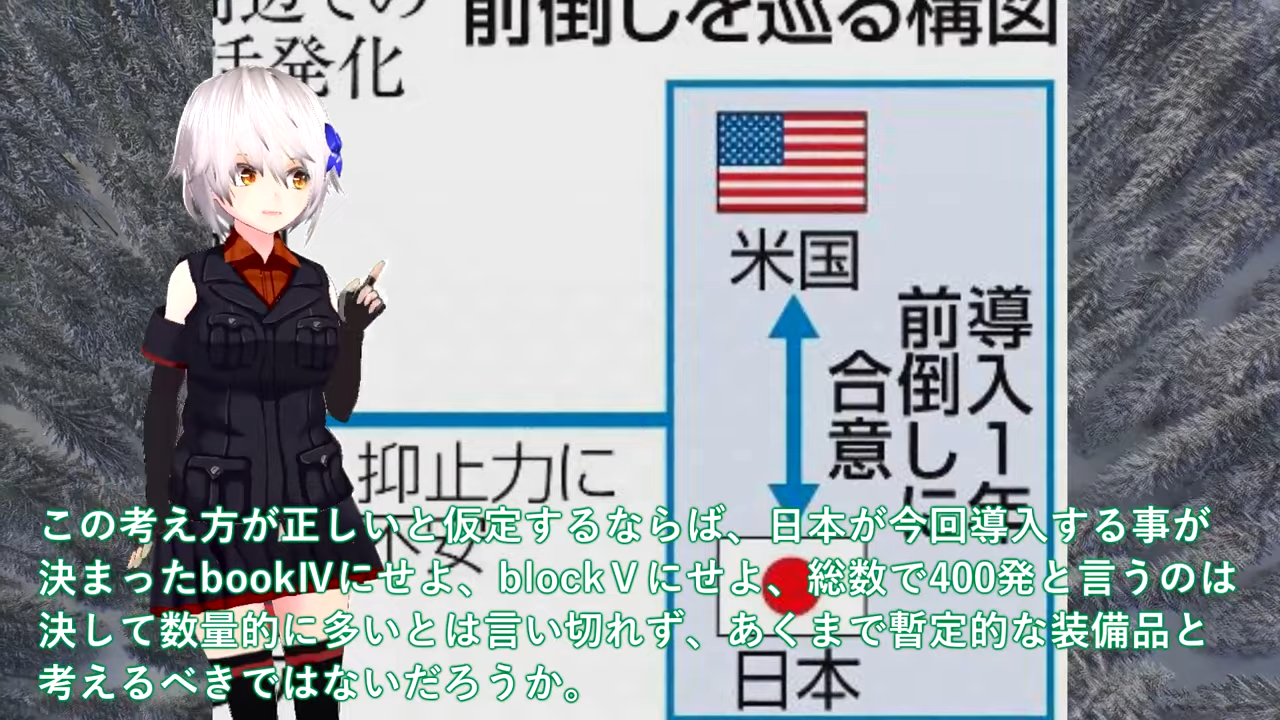 前倒しを巡る構図
発化
米国
導入１年
前倒しに
合意
抑止力に
この考え方が正しいと仮定するならば、日本が今回導入する事が
決まったbookⅣにせよ、blockⅤにせよ、総数で400発と言うのは
決して数量的に多いとは言い切れず、あくまで暫定的な装備品と
考えるべきではないだろうか。
日本